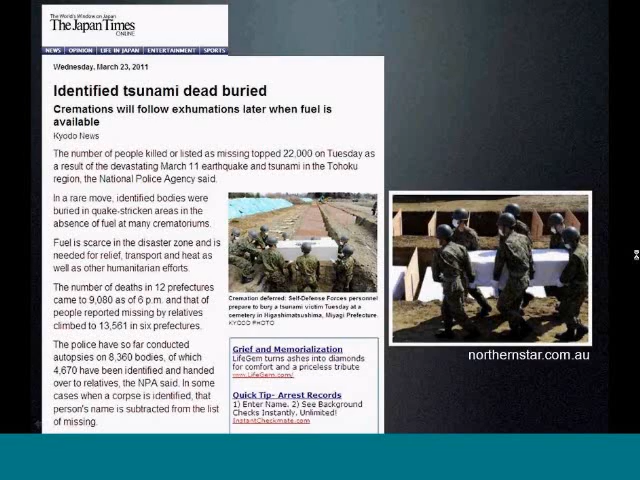 The World's Window on Japan
The Japan Times
ONLINE
NEWS OPINION LIFE IN JAPAN ENTERTAINMENT SPORTS
Wednesday, March 23, 2011
Identified tsunami dead buried
Cremations will follow exhumations later when fuel is
available
Kyodo News
The number of people killed or listed as missing topped 22,000 on Tuesday as
a result of the devastating March 11 earthquake and tsunami in the Tohoku
region, the National Police Agency said.
In a rare move, identified bodies were
buried in quake-stricken areas in the
absence of fuel at many crematoriums.
Fuel is scarce in the disaster zone and is
needed for relief, transport and heat as
well as other humanitarian efforts.
The number of deaths in 12 prefectures
came to 9,080 as of 6 p.m. and that of
people reported missing by relatives
climbed to 13,561 in six prefectures.
The police have so far conducted
autopsies on 8,360 bodies, of which
4,670 have been identified and handed
over to relatives, the NPA said. In some
cases when a corpse is identified, that
person's name is subtracted from the list
of missing.
Cremation deferred: Self-Defense Forces personnel
prepare to bury a tsunami victim Tuesday at a
cemetery in Higashimatsushima, Miyagi Prefecture.
KYODO PHOTO
Grief and Memorialization
LifeGem turns ashes into diamonds
for comfort and a priceless tribute
www.LifeGem.com/
Quick Tip- Arrest Records
1) Enter Name. 2) See Background
Checks Instantly. Unlimited!
InstantCheckmate.com
northernstar.com.au